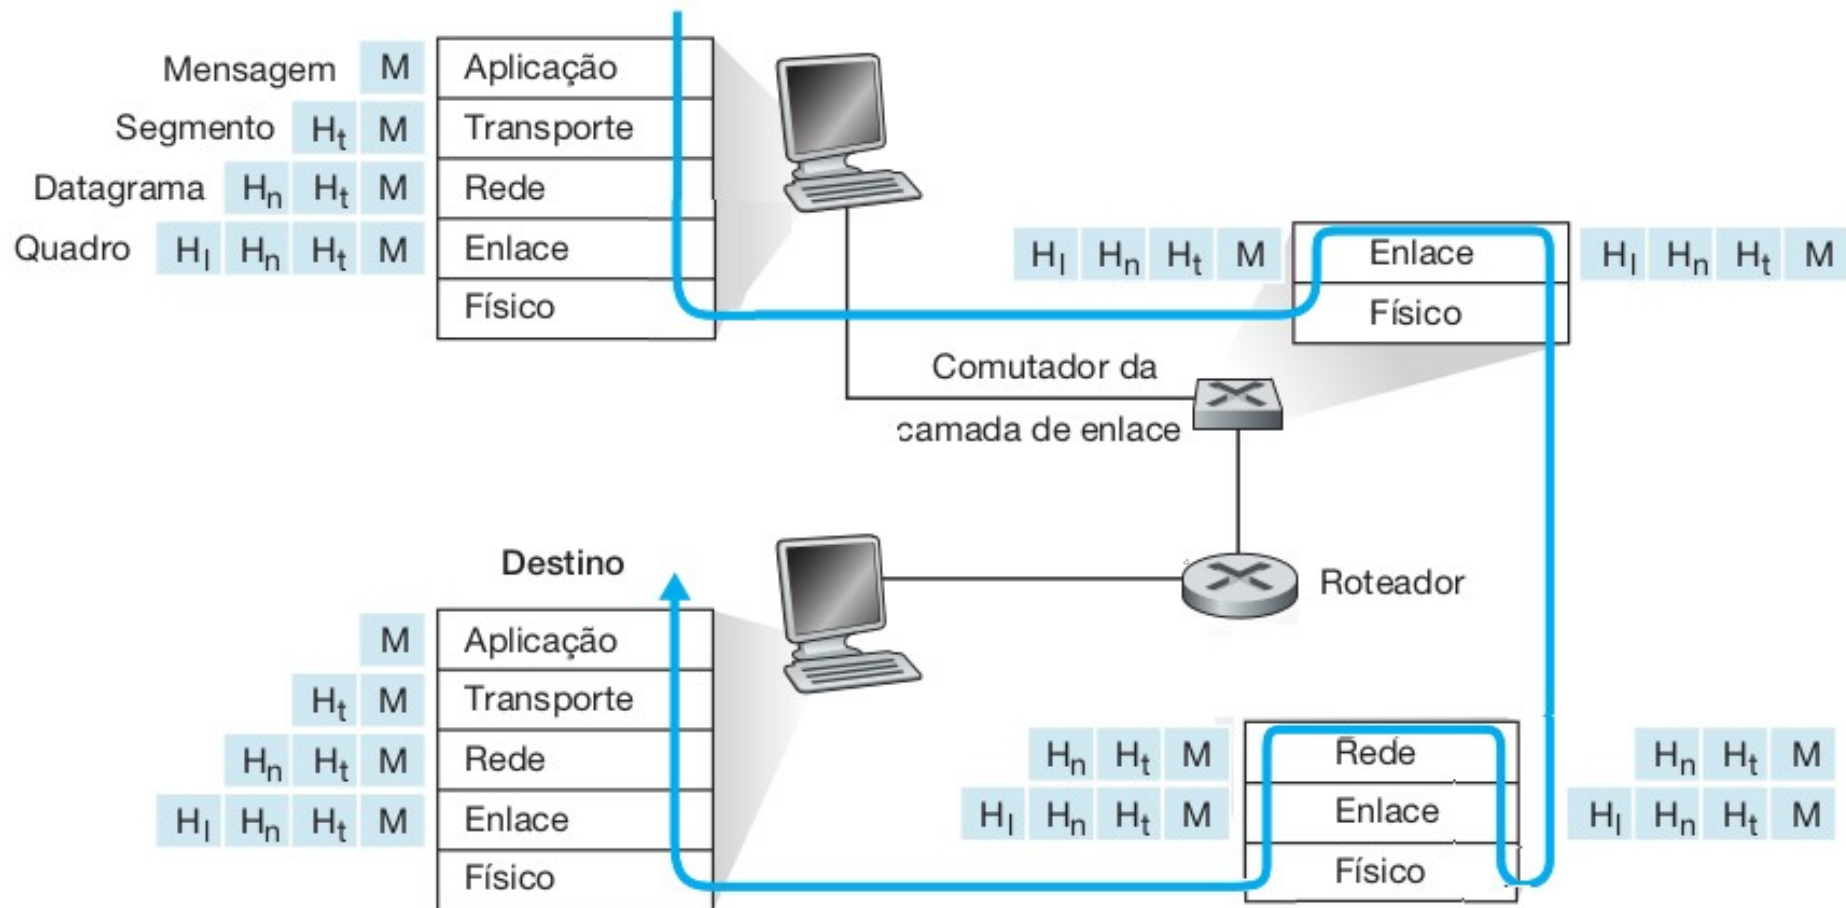 Mensagem M Aplicação
Segmento Ht M Transporte
Datagrama Hn Ht M Rede
Quadro Hl Hn Ht M Enlace
Físico
Hl Hn Ht M Enlace Hl Hn Ht M
Físico
Comutador da
camada de enlace
Roteador
Destino
M Aplicação
Ht M Transporte
Hn Ht M Rede
Hl Hn Ht M Enlace
Físico
Hn Ht M Rede Hn Ht M
Hl Hn Ht M Enlace Hl Hn Ht M
Físico